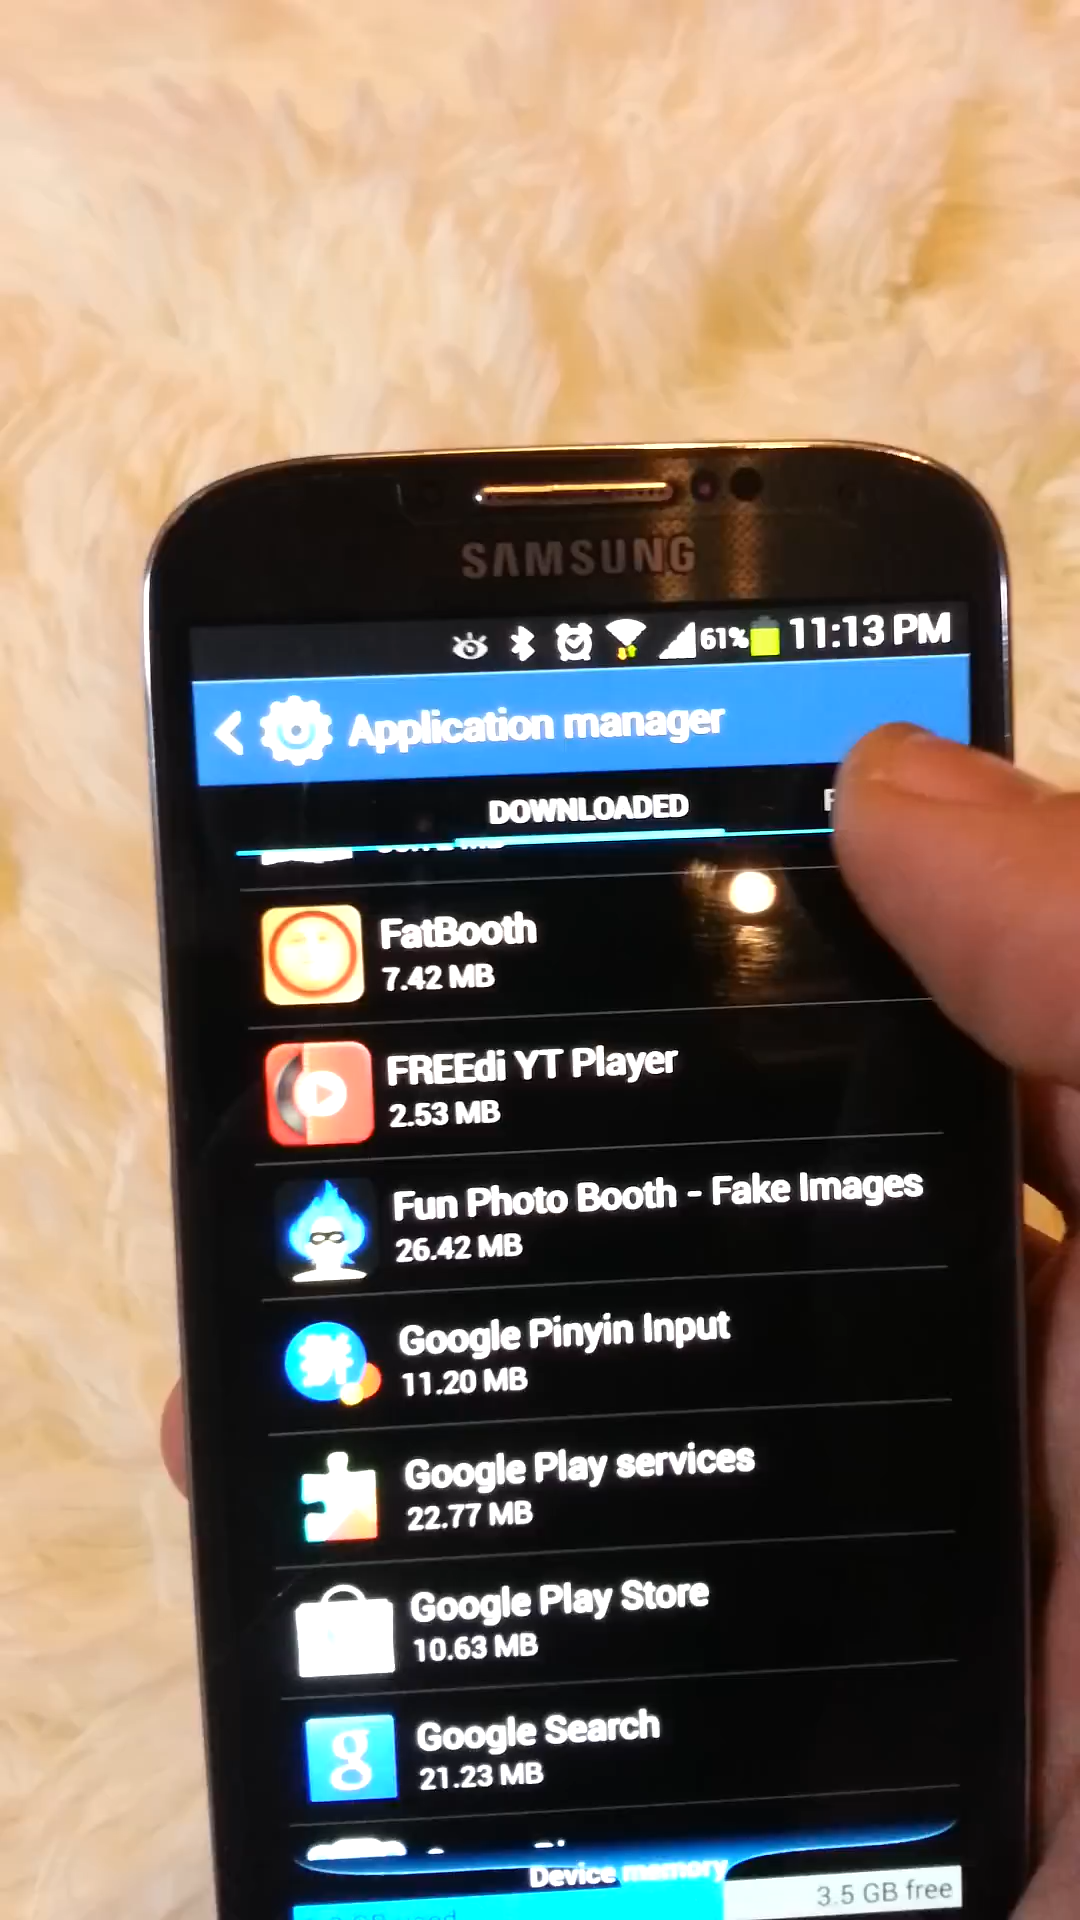 SAMSUNG
61% 11:13 PM
Application manager
DOWNLOADED
FatBooth
7.42 MB
FREEdi YT Player
2.53 MB
Fun Photo Booth - Fake Images
26.42 MB
Google Pinyin Input
拼
11.20 MB
Google Play services
22.77 MB
Google Play Store
10.63 MB
Google Search
g
21.23 MB
Device memory
3.5 GB free